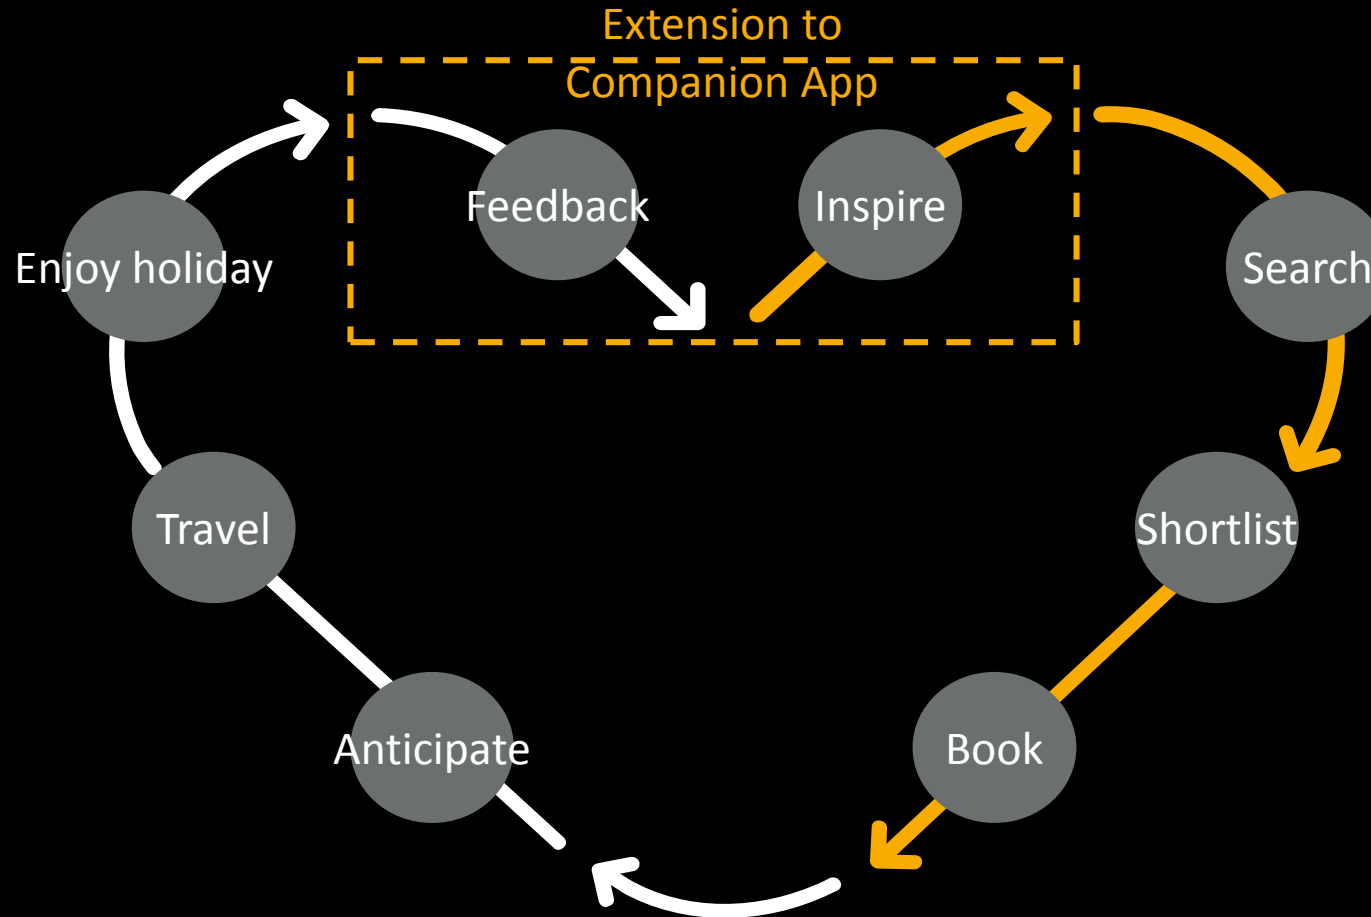 Extension to
Companion App
Feedback
Inspire
Enjoy holiday
Search
Travel
Shortlist
Anticipate
Book